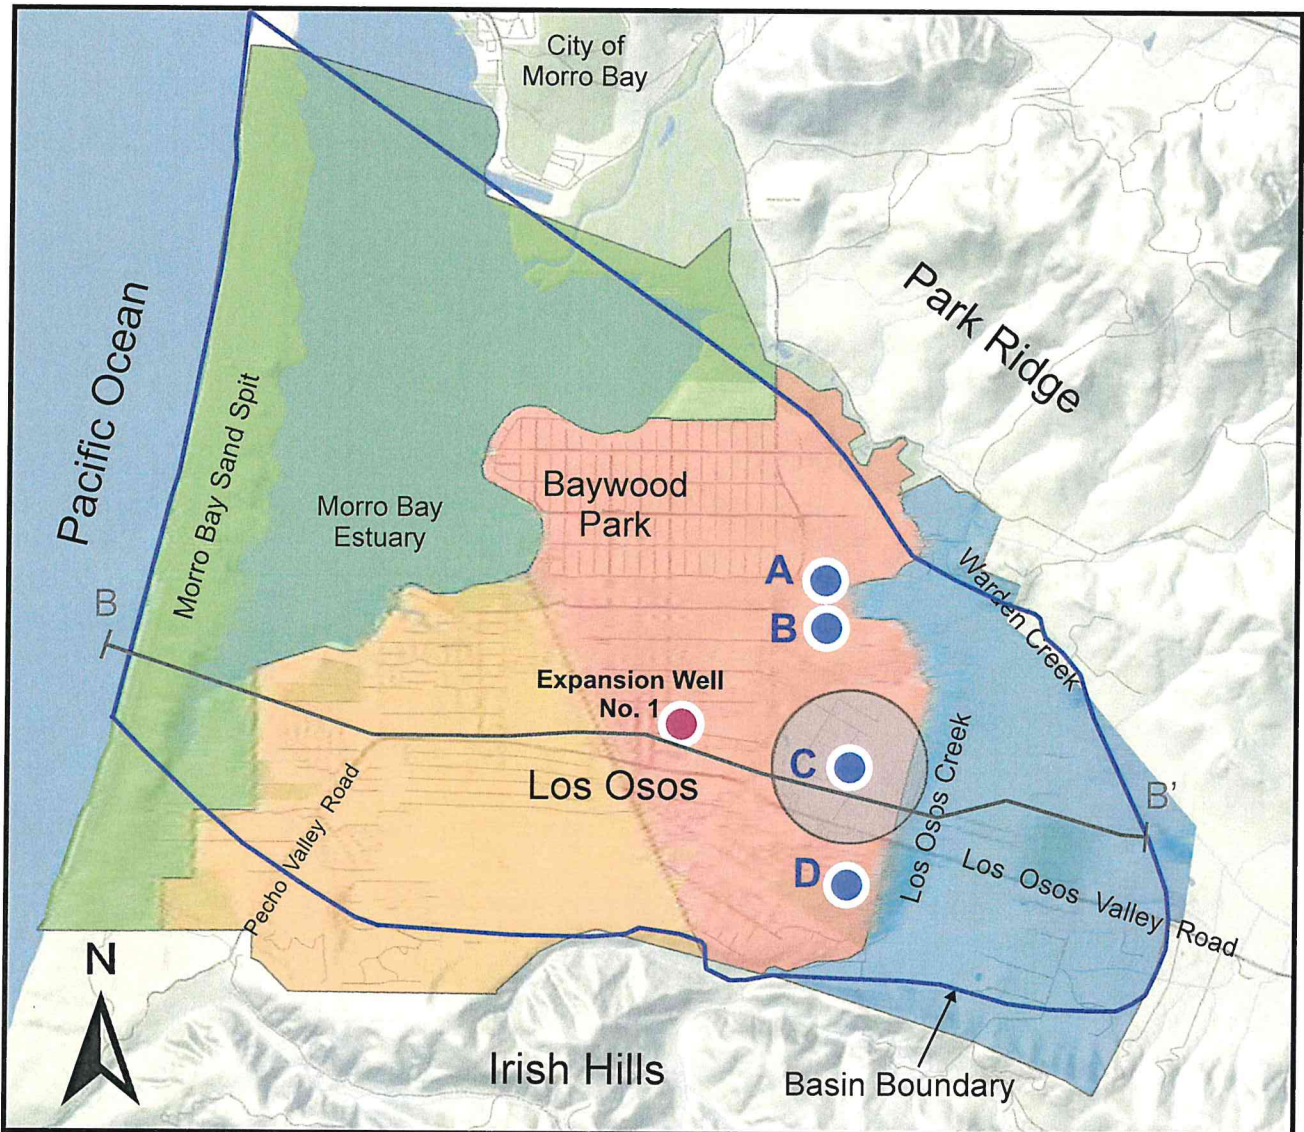 City of
Morro Bay
Park Ridge
Pacific Ocean
Morro Bay Sand Spit
Morro Bay
Estuary
Baywood
Park
Warden Creek
A
B
B
Expansion Well
No. 1
C
Los Osos
Los Osos Creek
B'
Pecho Valley Road
D
Los Osos Valley Road
N
Irish Hills
Basin Boundary